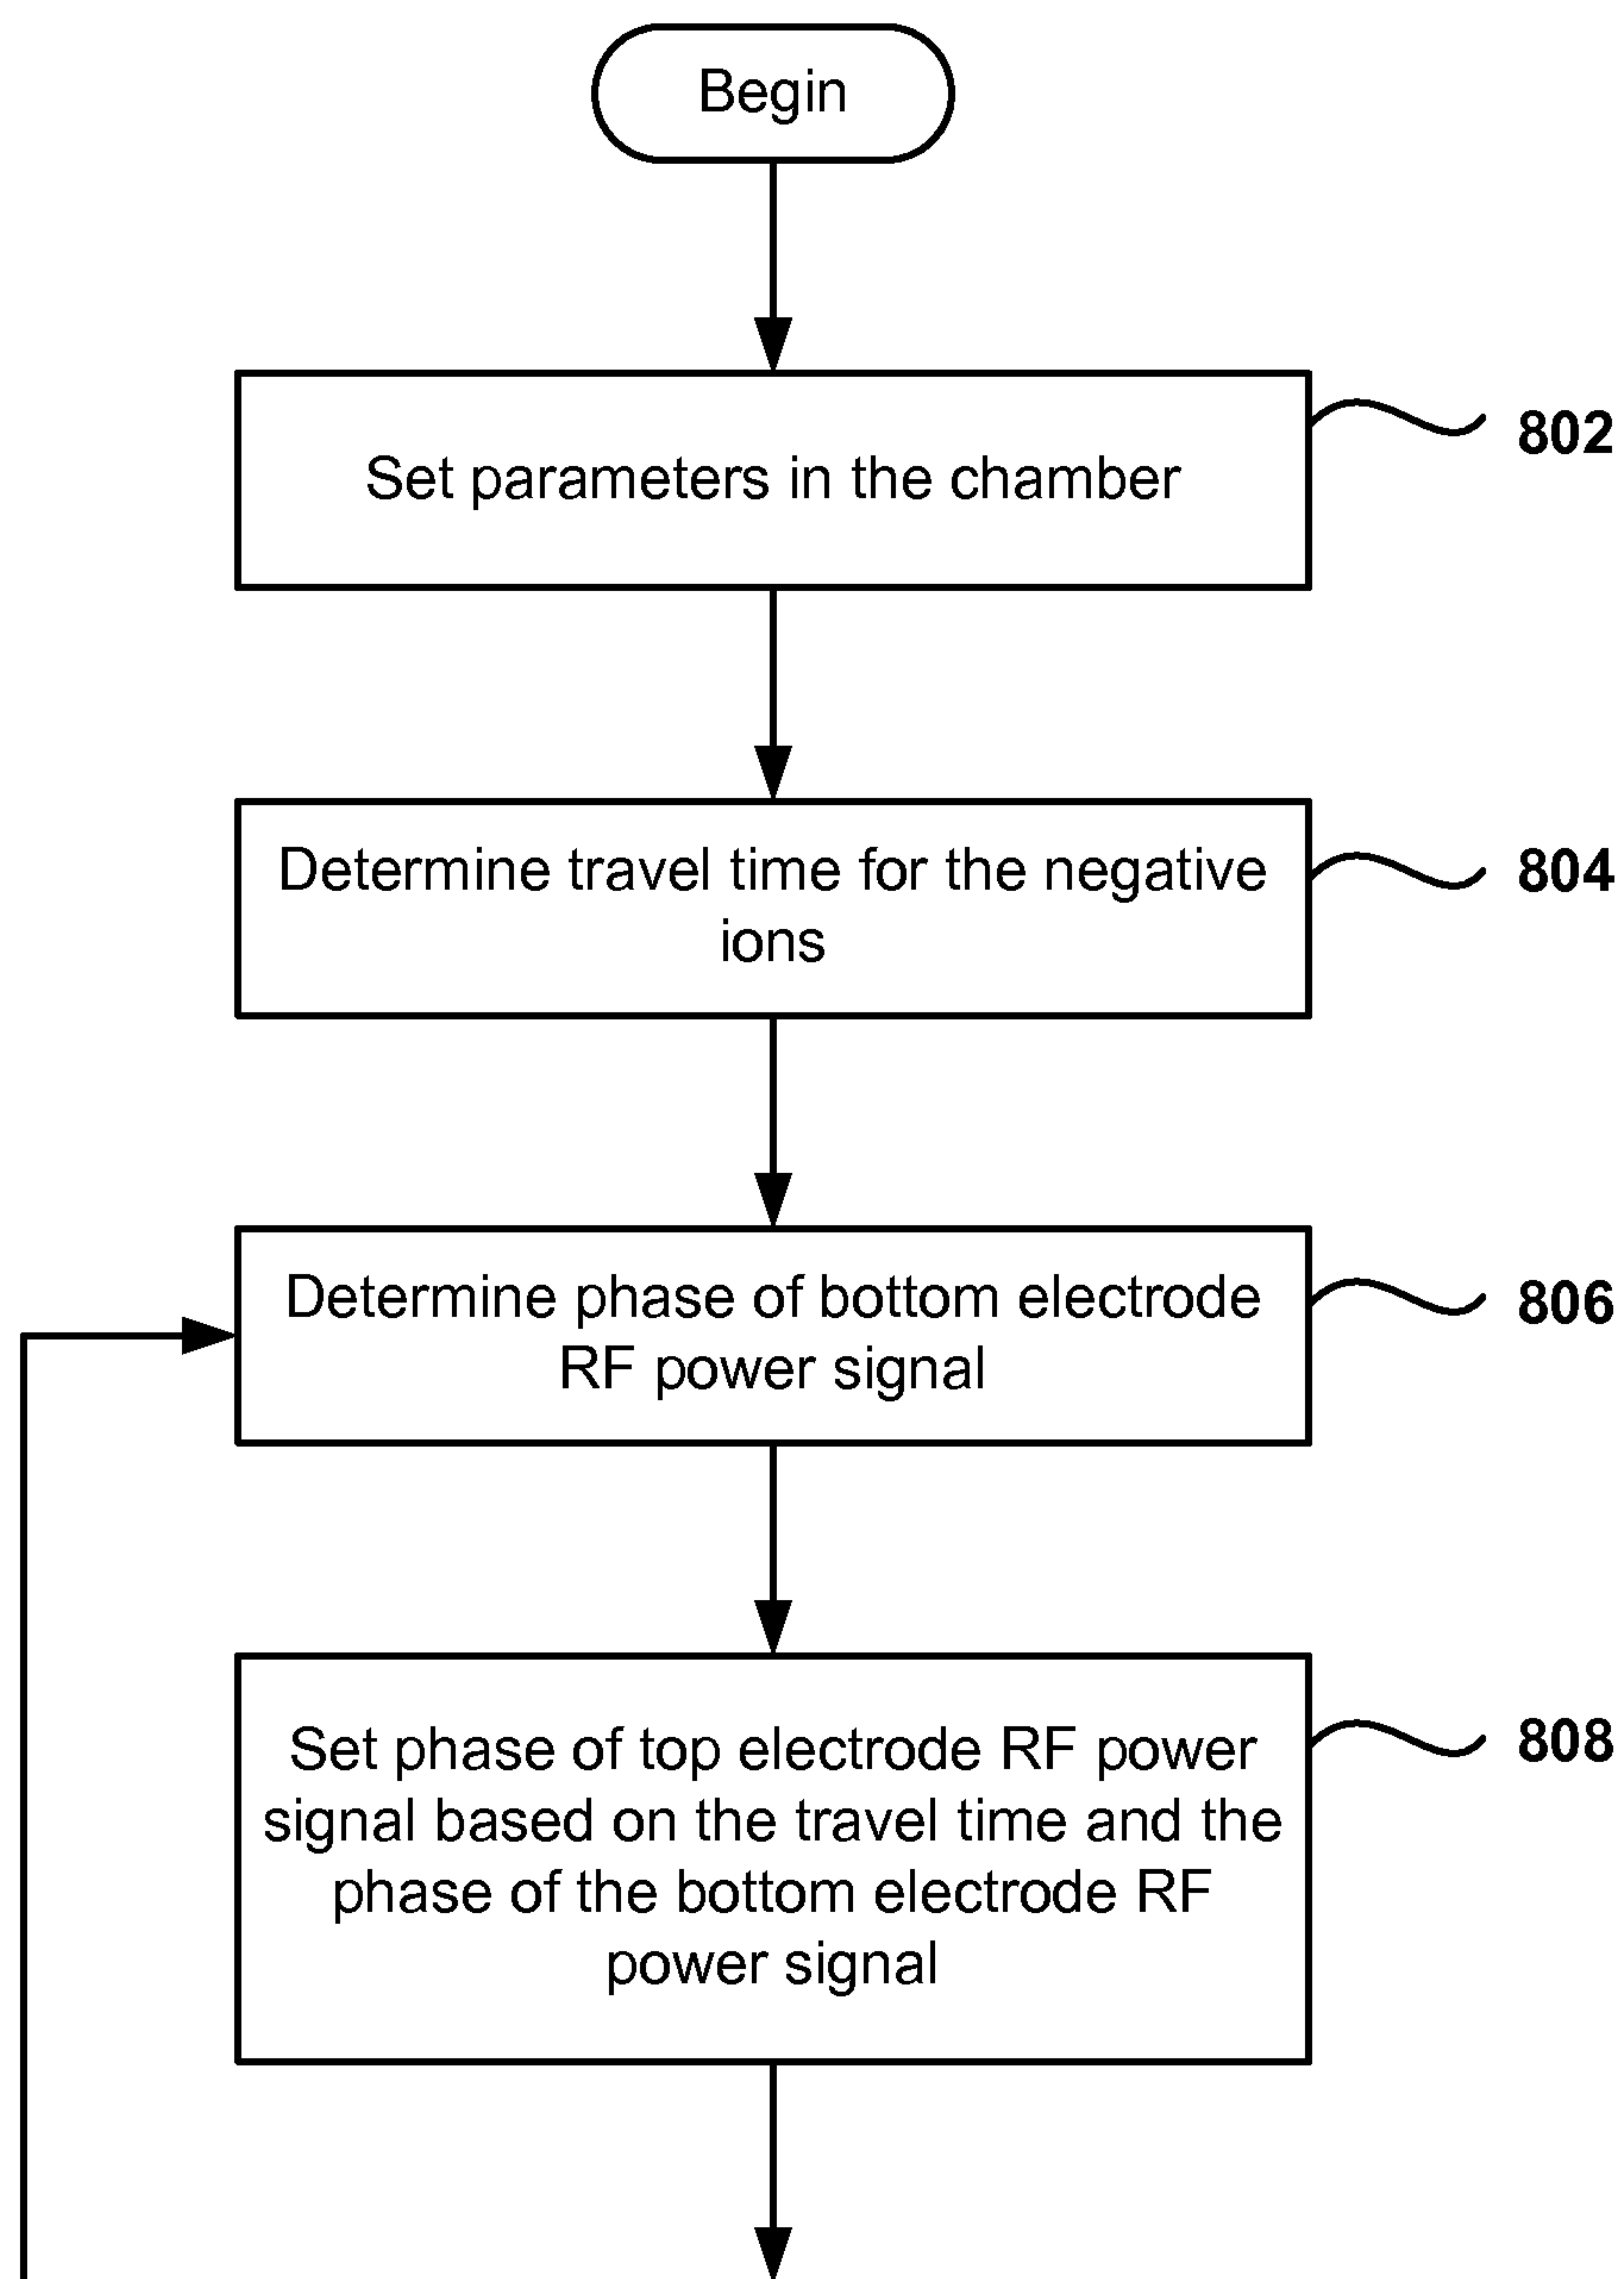 Begin
Set parameters in the chamber
802
Determine travel time for the negative
ions
804
Determine phase of bottom electrode
RF power signal
806
Set phase of top electrode RF power
signal based on the travel time and the
phase of the bottom electrode RF
power signal
808